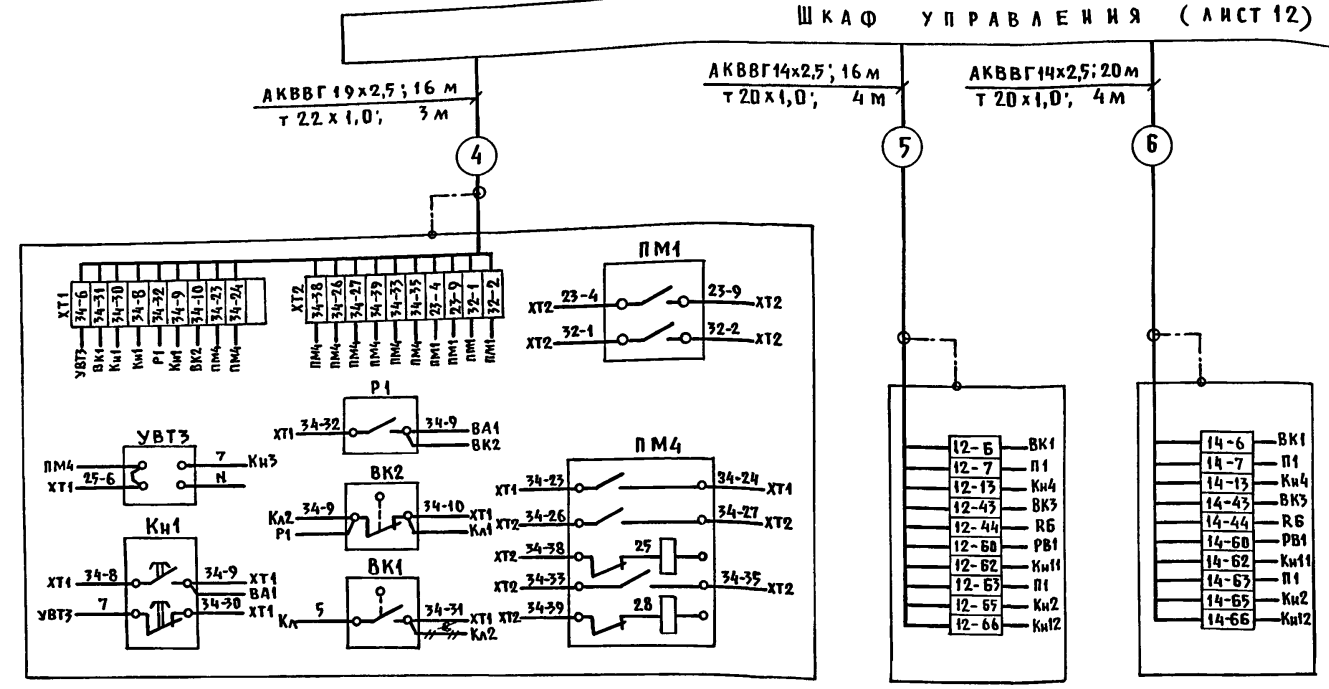 ШКАФ УПРАВЛЕНИЯ (ЛИСТ 12)
АКВВГ 19х2,5; 16 м
т 22 х 1,0; 3 м
АКВВГ14х2,5; 16 м
т 20х1,0; 4 м
АКВВГ14х2,5; 20 м
т 20х1,0; 4 м
4
5
6
ХТ1
34-6
34-31
34-30
34-8
34-32
34-9
34-10
34-23
34-24
УВТ3
ВК1
Кн1
Кн1
Р1
Кн1
ВК2
ПМ4
ПМ4
ХТ2
34-38
34-26
34-27
34-39
34-33
34-35
23-4
23-9
32-1
32-2
ПМ4
ПМ4
ПМ4
ПМ4
ПМ4
ПМ4
ПМ1
ПМ1
ПМ1
ПМ1
ПМ1
ХТ2 23-4 23-9 ХТ2
ХТ2 32-1 32-2 ХТ2
Р1
ХТ1 34-32 34-9 ВА1
ВК2
УВТ3
ПМ4 7 Кн3
ХТ1 25-6 N
ВК2
Кл2 34-9 34-10 ХТ1
Р1 Кл1
Кн1
ХТ1 34-8 34-9 ХТ1
ВА1
УВТ3 7 34-30 ХТ1
ВК1
Кл 5 34-31 ХТ1
Кл2
ПМ4
ХТ1 34-23 34-24 ХТ1
ХТ2 34-26 34-27 ХТ2
ХТ2 34-38 25
ХТ2 34-33 34-35 ХТ2
ХТ2 34-39 28
12-6 ВК1
12-7 П1
12-13 Кн4
12-43 ВК3
12-44 R6
12-60 РВ1
12-62 Кн11
12-63 П1
12-65 Кн2
12-66 Кн12
14-6 ВК1
14-7 П1
14-13 Кн4
14-43 ВК3
14-44 R6
14-60 РВ1
14-62 Кн11
14-63 П1
14-65 Кн2
14-66 Кн12